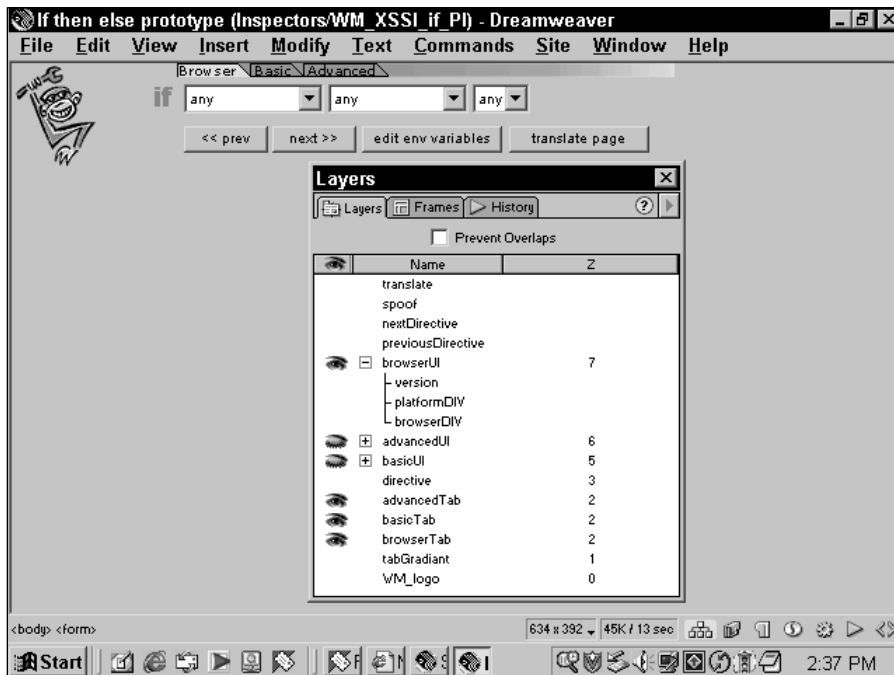 If then else prototype (Inspectors/WM_XSSI_if_PI) - Dreamweaver
File Edit View Insert Modify Text Commands Site Window Help
Browser Basic Advanced
if any any any
<< prev next >> edit env variables translate page
Layers
Layers Frames History ?
Prevent Overlaps
Name Z
translate
spoof
nextDirective
previousDirective
browserUI 7
version
platformDIV
browserDIV
advancedUI 6
basicUI 5
directive 3
advancedTab 2
basicTab 2
browserTab 2
tabGradiant 1
WM_logo 0
<body> <form> 634 x 392 45K / 13 sec
Start 2:37 PM